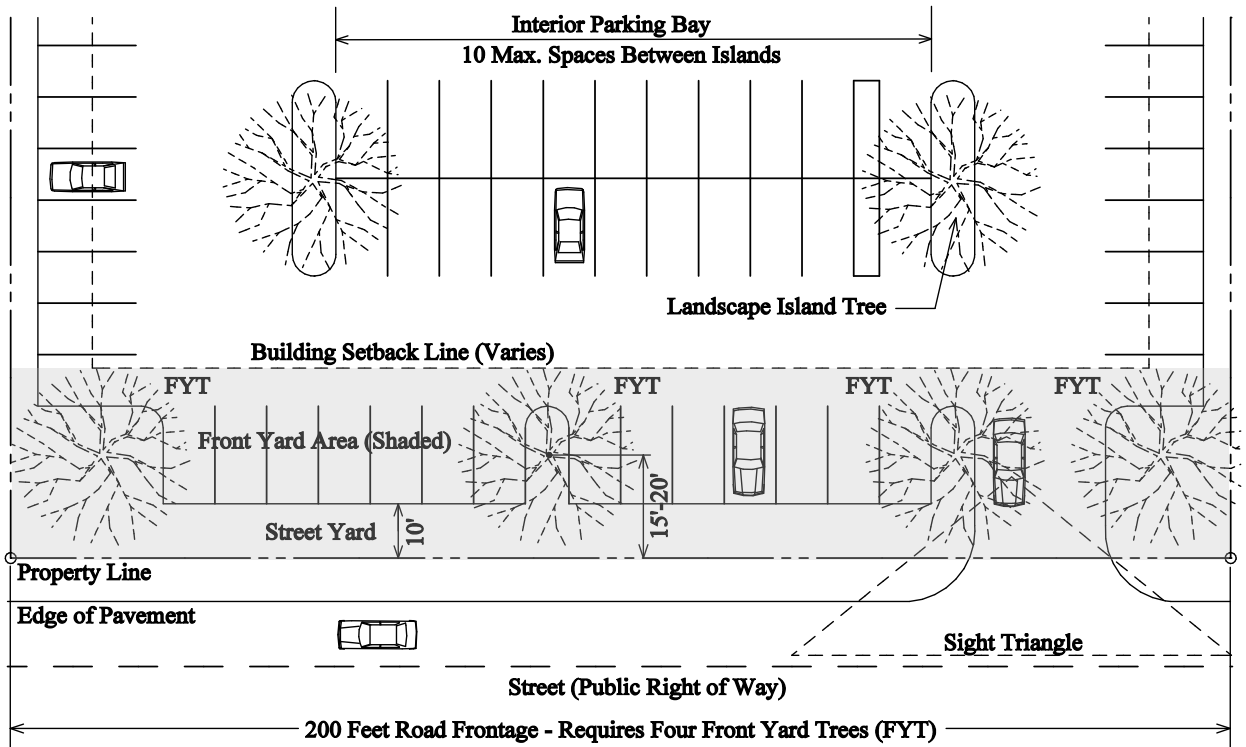 Interior Parking Bay
10 Max. Spaces Between Islands
Landscape Island Tree
Building Setback Line (Varies)
FYT
FYT
FYT
FYT
Front Yard Area (Shaded)
Street Yard
10'
15'-20'
Property Line
Edge of Pavement
Sight Triangle
Street (Public Right of Way)
200 Feet Road Frontage - Requires Four Front Yard Trees (FYT)